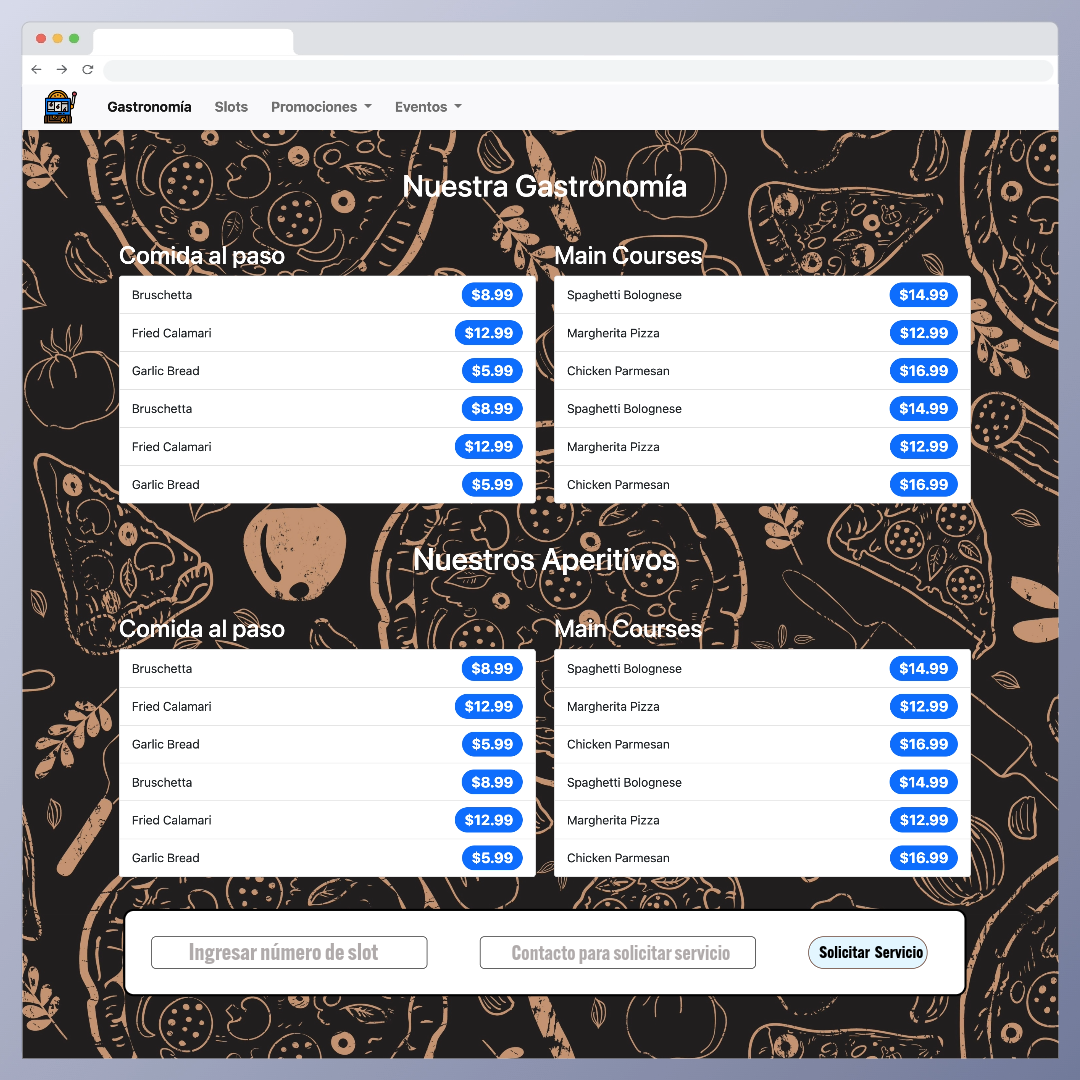 Gastronomía Slots Promociones Eventos
Nuestra Gastronomía
Comida al paso
Bruschetta $8.99
Fried Calamari $12.99
Garlic Bread $5.99
Bruschetta $8.99
Fried Calamari $12.99
Garlic Bread $5.99
Main Courses
Spaghetti Bolognese $14.99
Margherita Pizza $12.99
Chicken Parmesan $16.99
Spaghetti Bolognese $14.99
Margherita Pizza $12.99
Chicken Parmesan $16.99
Nuestros Aperitivos
Comida al paso
Bruschetta $8.99
Fried Calamari $12.99
Garlic Bread $5.99
Bruschetta $8.99
Fried Calamari $12.99
Garlic Bread $5.99
Main Courses
Spaghetti Bolognese $14.99
Margherita Pizza $12.99
Chicken Parmesan $16.99
Spaghetti Bolognese $14.99
Margherita Pizza $12.99
Chicken Parmesan $16.99
Ingresar número de slot Contacto para solicitar servicio Solicitar Servicio